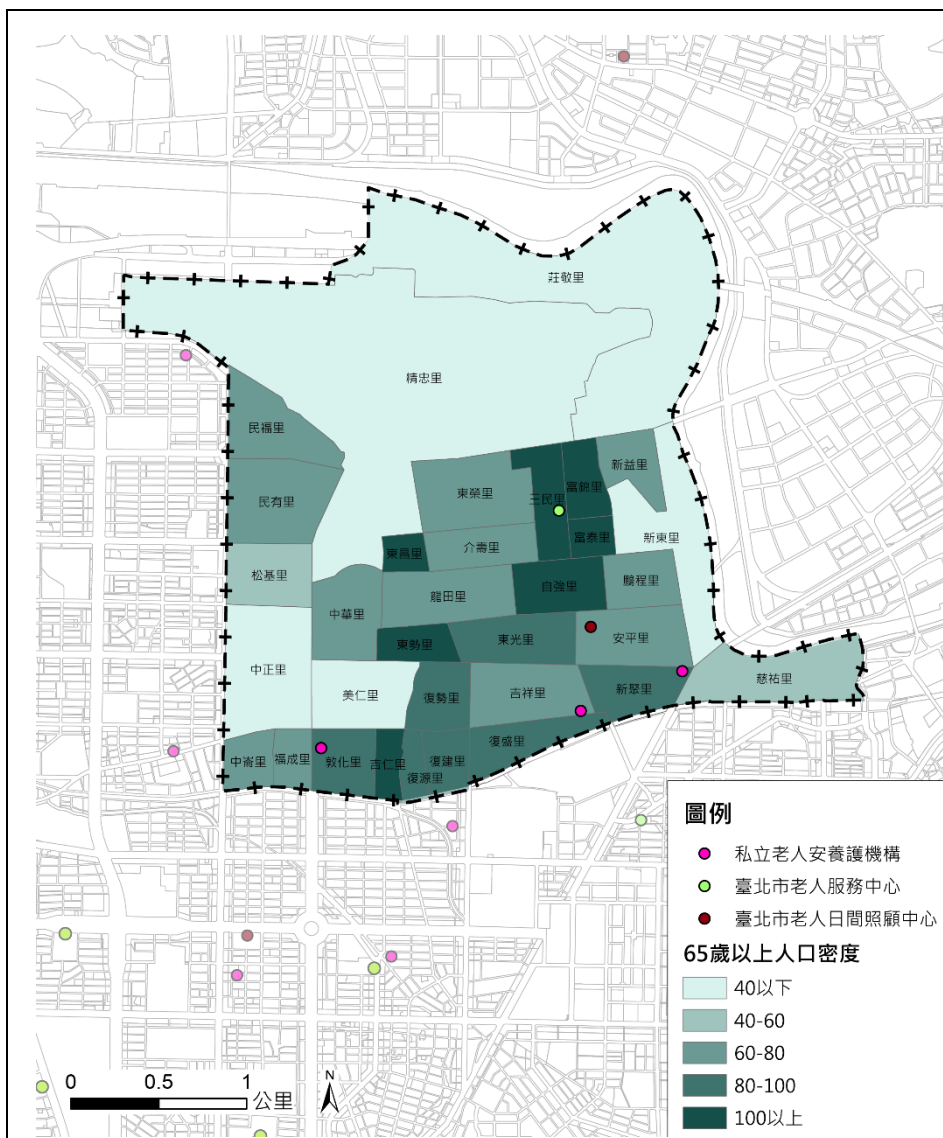 莊敬里
精忠里
民福里
民有里
東榮里
三民里
富錦里
新益里
東昌里
介壽里
富泰里
新東里
松基里
中華里
龍田里
自強里
鵬程里
中正里
東勢里
東光里
安平里
美仁里
復勢里
吉祥里
新聚里
慈祐里
中崙里
福成里
敦化里
吉仁里
復源里
復建里
復盛里
圖例
私立老人安養護機構
臺北市老人服務中心
臺北市老人日間照顧中心
65歲以上人口密度
40以下
40-60
60-80
80-100
100以上
0 0.5 1
公里
N